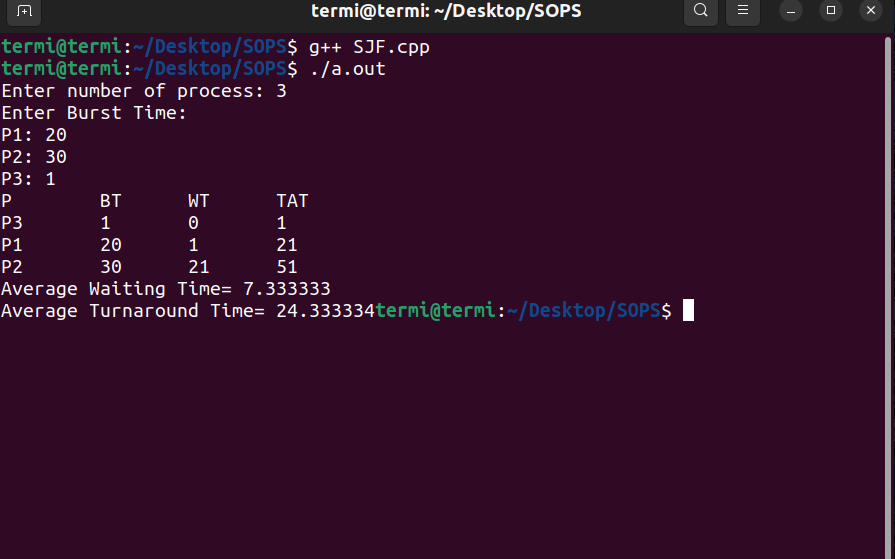 termi@termi: ~/Desktop/SOPS
termi@termi:~/Desktop/SOPS$ g++ SJF.cpp
termi@termi:~/Desktop/SOPS$ ./a.out
Enter number of process: 3
Enter Burst Time:
P1: 20
P2: 30
P3: 1
P BT WT TAT
P3 1 0 1
P1 20 1 21
P2 30 21 51
Average Waiting Time= 7.333333
Average Turnaround Time= 24.333334termi@termi:~/Desktop/SOPS$